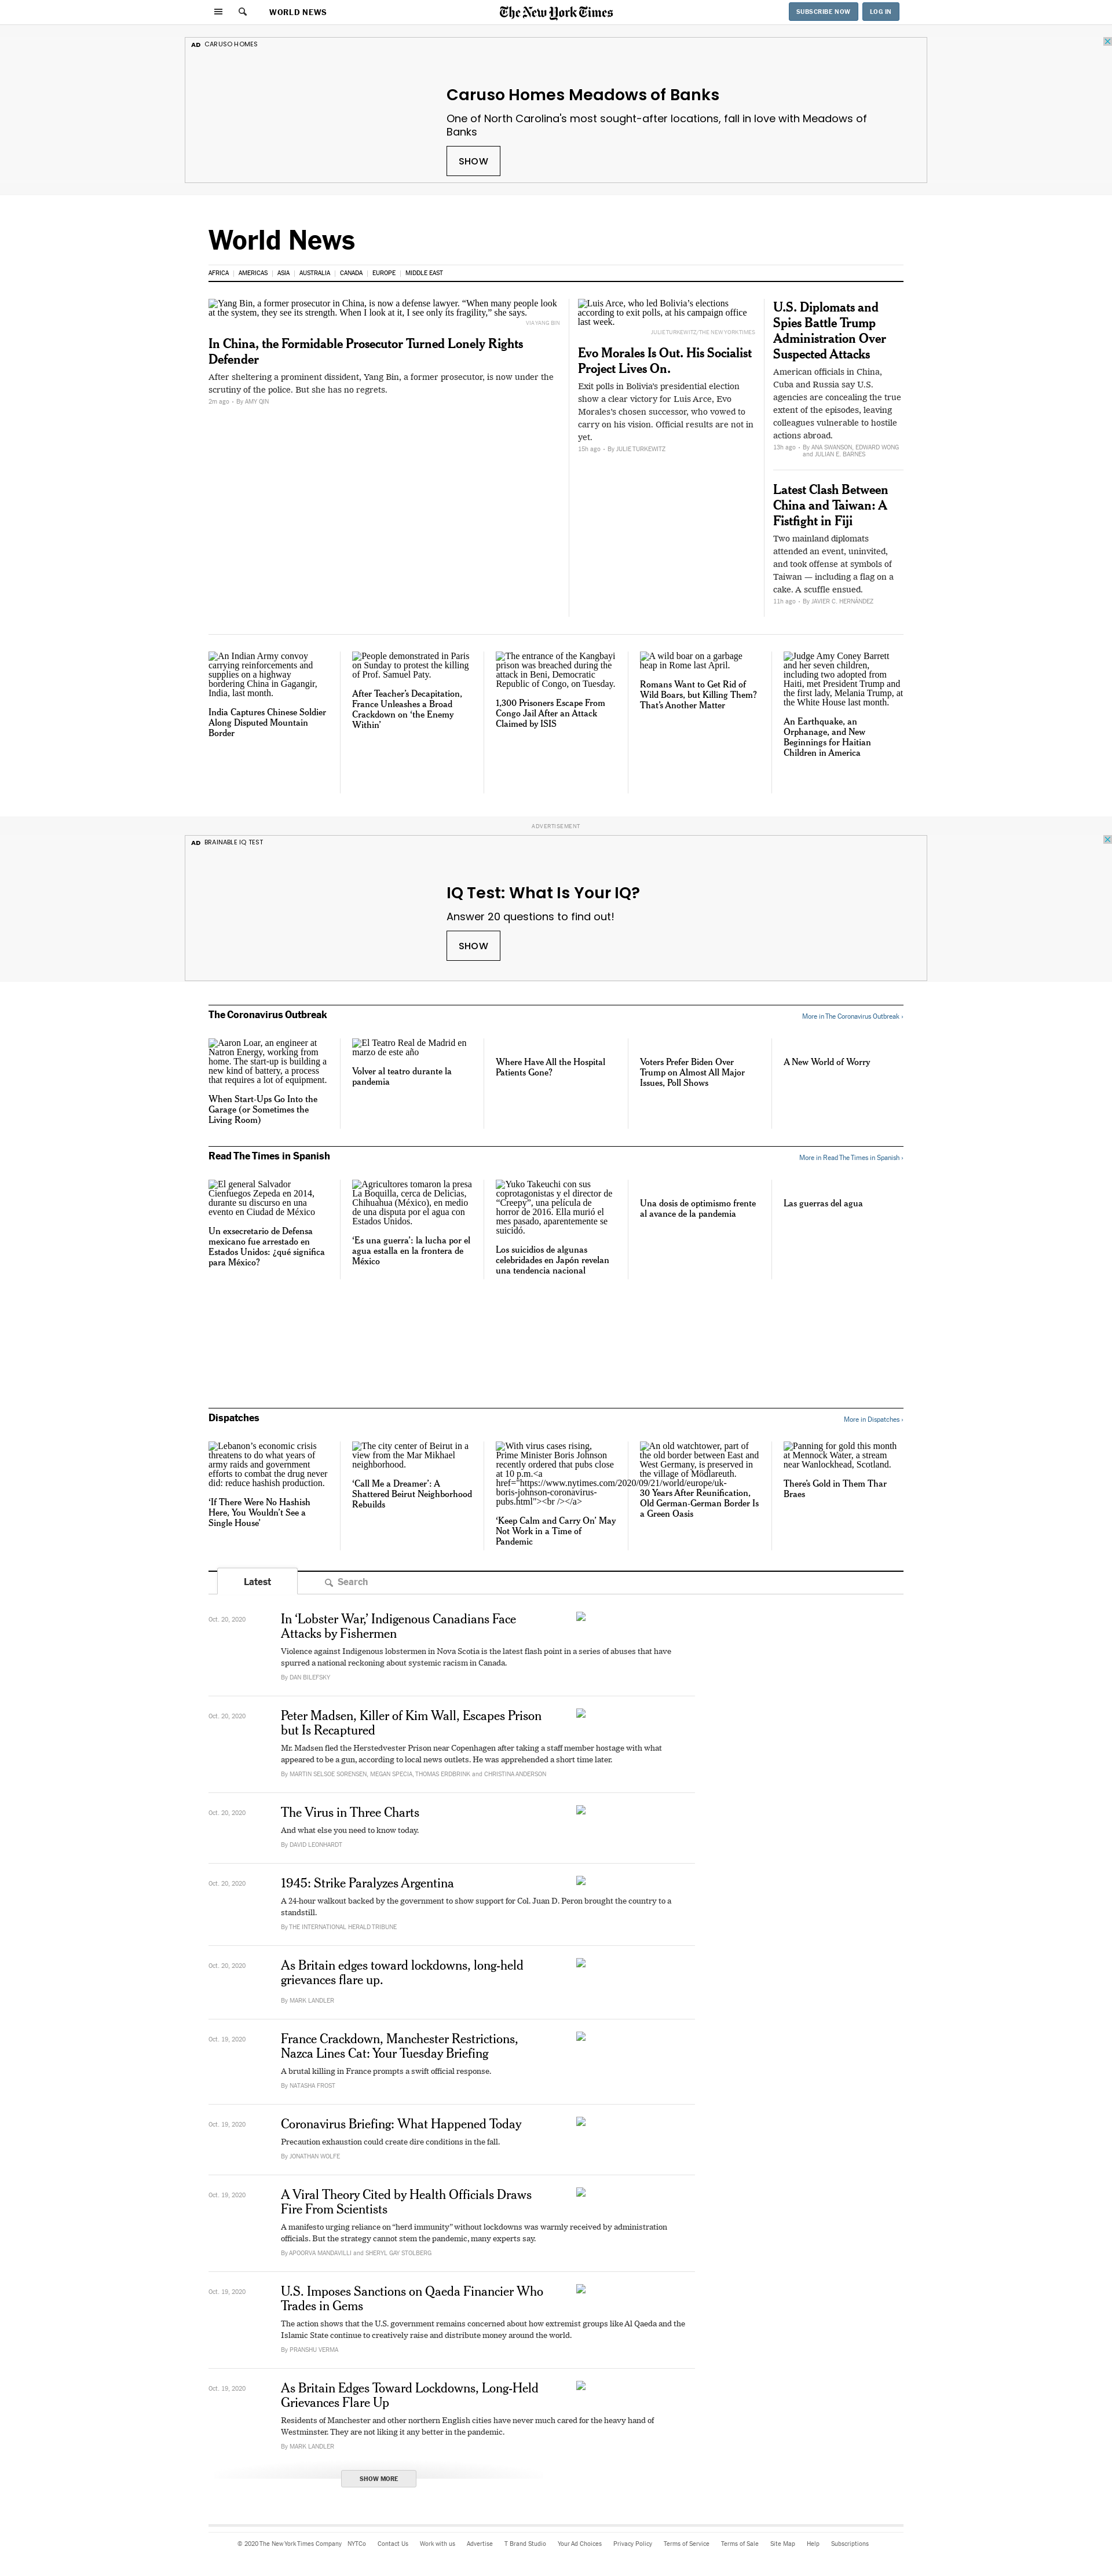 WORLD NEWS
The New York Times
SUBSCRIBE NOW
LOG IN
AD CARUSO HOMES
Caruso Homes Meadows of Banks
One of North Carolina's most sought-after locations, fall in love with Meadows of
Banks
SHOW
World News
AFRICA
AMERICAS
ASIA
AUSTRALIA
CANADA
EUROPE
MIDDLE EAST
Yang Bin, a former prosecutor in China, is now a defense lawyer. “When many people look
at the system, they see its strength. When I look at it, I see only its fragility,” she says.
VIA YANG BIN
In China, the Formidable Prosecutor Turned Lonely Rights
Defender
After sheltering a prominent dissident, Yang Bin, a former prosecutor, is now under the
scrutiny of the police. But she has no regrets.
2m ago - By AMY QIN
Luis Arce, who led Bolivia’s elections
according to exit polls, at his campaign office
last week.
JULIE TURKEWITZ/THE NEW YORK TIMES
Evo Morales Is Out. His Socialist
Project Lives On.
Exit polls in Bolivia’s presidential election
show a clear victory for Luis Arce, Evo
Morales’s chosen successor, who vowed to
carry on his vision. Official results are not in
yet.
15h ago - By JULIE TURKEWITZ
U.S. Diplomats and
Spies Battle Trump
Administration Over
Suspected Attacks
American officials in China,
Cuba and Russia say U.S.
agencies are concealing the true
extent of the episodes, leaving
colleagues vulnerable to hostile
actions abroad.
13h ago - By ANA SWANSON, EDWARD WONG
and JULIAN E. BARNES
Latest Clash Between
China and Taiwan: A
Fistfight in Fiji
Two mainland diplomats
attended an event, uninvited,
and took offense at symbols of
Taiwan — including a flag on a
cake. A scuffle ensued.
11h ago - By JAVIER C. HERNÁNDEZ
An Indian Army convoy
carrying reinforcements and
supplies on a highway
bordering China in Gagangir,
India, last month.
India Captures Chinese Soldier
Along Disputed Mountain
Border
People demonstrated in Paris
on Sunday to protest the killing
of Prof. Samuel Paty.
After Teacher’s Decapitation,
France Unleashes a Broad
Crackdown on ‘the Enemy
Within’
The entrance of the Kangbayi
prison was breached during the
attack in Beni, Democratic
Republic of Congo, on Tuesday.
1,300 Prisoners Escape From
Congo Jail After an Attack
Claimed by ISIS
A wild boar on a garbage
heap in Rome last April.
Romans Want to Get Rid of
Wild Boars, but Killing Them?
That’s Another Matter
Judge Amy Coney Barrett
and her seven children,
including two adopted from
Haiti, met President Trump and
the first lady, Melania Trump, at
the White House last month.
An Earthquake, an
Orphanage, and New
Beginnings for Haitian
Children in America
ADVERTISEMENT
AD BRAINABLE IQ TEST
IQ Test: What Is Your IQ?
Answer 20 questions to find out!
SHOW
The Coronavirus Outbreak
More in The Coronavirus Outbreak ›
Aaron Loar, an engineer at
Natron Energy, working from
home. The start-up is building a
new kind of battery, a process
that requires a lot of equipment.
When Start-Ups Go Into the
Garage (or Sometimes the
Living Room)
El Teatro Real de Madrid en
marzo de este año
Volver al teatro durante la
pandemia
Where Have All the Hospital
Patients Gone?
Voters Prefer Biden Over
Trump on Almost All Major
Issues, Poll Shows
A New World of Worry
Read The Times in Spanish
More in Read The Times in Spanish ›
El general Salvador
Cienfuegos Zepeda en 2014,
durante su discurso en una
evento en Ciudad de México
Un exsecretario de Defensa
mexicano fue arrestado en
Estados Unidos: ¿qué significa
para México?
Agricultores tomaron la presa
La Boquilla, cerca de Delicias,
Chihuahua (México), en medio
de una disputa por el agua con
Estados Unidos.
‘Es una guerra’: la lucha por el
agua estalla en la frontera de
México
Yuko Takeuchi con sus
coprotagonistas y el director de
“Creepy”, una película de
horror de 2016. Ella murió el
mes pasado, aparentemente se
suicidó.
Los suicidios de algunas
celebridades en Japón revelan
una tendencia nacional
Una dosis de optimismo frente
al avance de la pandemia
Las guerras del agua
Dispatches
More in Dispatches ›
Lebanon’s economic crisis
threatens to do what years of
army raids and government
efforts to combat the drug never
did: reduce hashish production.
‘If There Were No Hashish
Here, You Wouldn’t See a
Single House’
The city center of Beirut in a
view from the Mar Mikhael
neighborhood.
‘Call Me a Dreamer’: A
Shattered Beirut Neighborhood
Rebuilds
With virus cases rising,
Prime Minister Boris Johnson
recently ordered that pubs close
at 10 p.m.<a
href="https://www.nytimes.com/2020/09/21/world/europe/uk-
boris-johnson-coronavirus-
pubs.html"><br /></a>
‘Keep Calm and Carry On’ May
Not Work in a Time of
Pandemic
An old watchtower, part of
the old border between East and
West Germany, is preserved in
the village of Mödlareuth.
30 Years After Reunification,
Old German-German Border Is
a Green Oasis
Panning for gold this month
at Mennock Water, a stream
near Wanlockhead, Scotland.
There’s Gold in Them Thar
Braes
Latest
Search
Oct. 20, 2020
In ‘Lobster War,’ Indigenous Canadians Face
Attacks by Fishermen
Violence against Indigenous lobstermen in Nova Scotia is the latest flash point in a series of abuses that have
spurred a national reckoning about systemic racism in Canada.
By DAN BILEFSKY
Oct. 20, 2020
Peter Madsen, Killer of Kim Wall, Escapes Prison
but Is Recaptured
Mr. Madsen fled the Herstedvester Prison near Copenhagen after taking a staff member hostage with what
appeared to be a gun, according to local news outlets. He was apprehended a short time later.
By MARTIN SELSOE SORENSEN, MEGAN SPECIA, THOMAS ERDBRINK and CHRISTINA ANDERSON
Oct. 20, 2020
The Virus in Three Charts
And what else you need to know today.
By DAVID LEONHARDT
Oct. 20, 2020
1945: Strike Paralyzes Argentina
A 24-hour walkout backed by the government to show support for Col. Juan D. Peron brought the country to a
standstill.
By THE INTERNATIONAL HERALD TRIBUNE
Oct. 20, 2020
As Britain edges toward lockdowns, long-held
grievances flare up.
By MARK LANDLER
Oct. 19, 2020
France Crackdown, Manchester Restrictions,
Nazca Lines Cat: Your Tuesday Briefing
A brutal killing in France prompts a swift official response.
By NATASHA FROST
Oct. 19, 2020
Coronavirus Briefing: What Happened Today
Precaution exhaustion could create dire conditions in the fall.
By JONATHAN WOLFE
Oct. 19, 2020
A Viral Theory Cited by Health Officials Draws
Fire From Scientists
A manifesto urging reliance on “herd immunity” without lockdowns was warmly received by administration
officials. But the strategy cannot stem the pandemic, many experts say.
By APOORVA MANDAVILLI and SHERYL GAY STOLBERG
Oct. 19, 2020
U.S. Imposes Sanctions on Qaeda Financier Who
Trades in Gems
The action shows that the U.S. government remains concerned about how extremist groups like Al Qaeda and the
Islamic State continue to creatively raise and distribute money around the world.
By PRANSHU VERMA
Oct. 19, 2020
As Britain Edges Toward Lockdowns, Long-Held
Grievances Flare Up
Residents of Manchester and other northern English cities have never much cared for the heavy hand of
Westminster. They are not liking it any better in the pandemic.
By MARK LANDLER
SHOW MORE
© 2020 The New York Times Company
NYTCo
Contact Us
Work with us
Advertise
T Brand Studio
Your Ad Choices
Privacy Policy
Terms of Service
Terms of Sale
Site Map
Help
Subscriptions